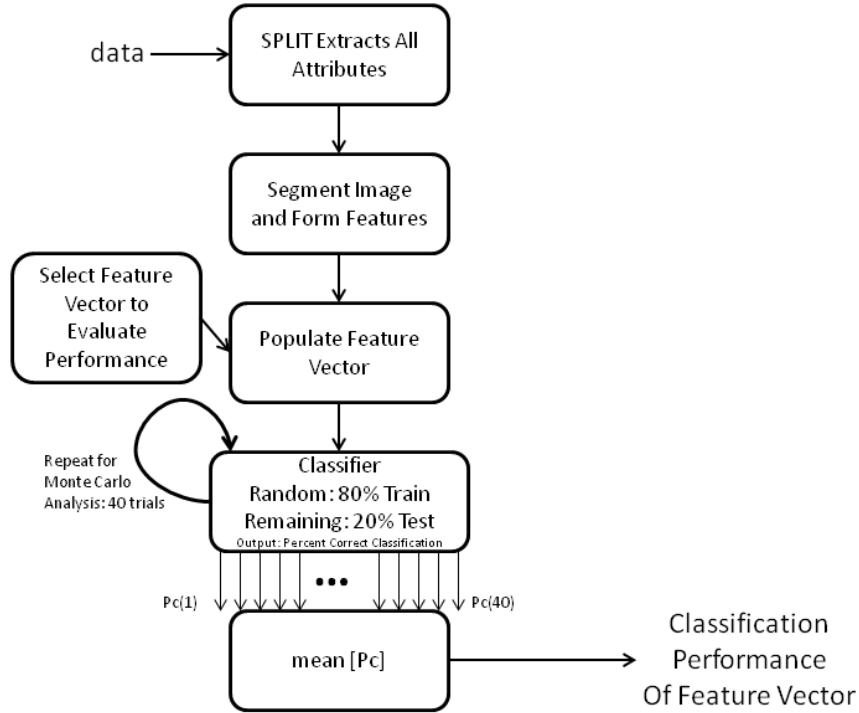 data
SPLIT Extracts All
Attributes
Segment Image
and Form Features
Select Feature
Vector to
Evaluate
Performance
Populate Feature
Vector
Repeat for
Monte Carlo
Analysis: 40 trials
Classifier
Random: 80% Train
Remaining: 20% Test
Output: Percent Correct Classification
Pc(1)
•••
Pc(40)
mean [Pc]
Classification
Performance
Of Feature Vector